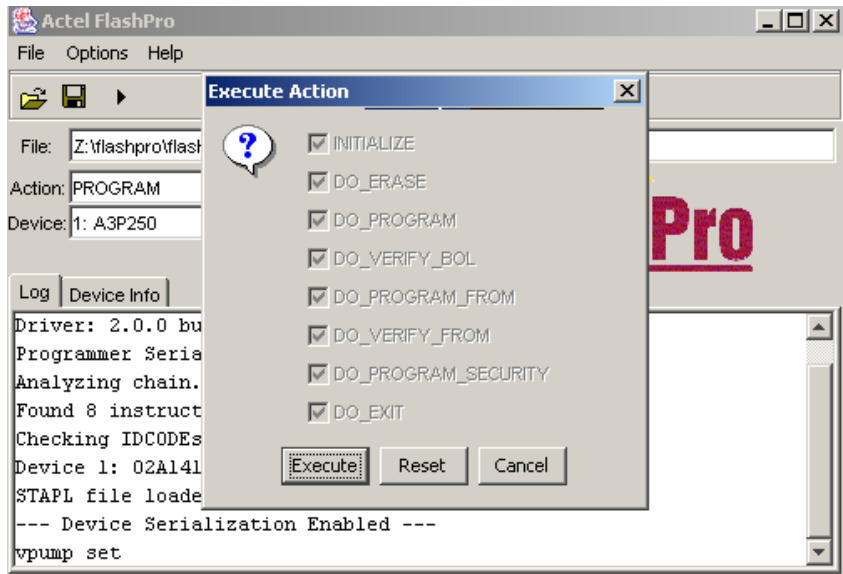 Actel FlashPro
File Options Help
Execute Action
File: Z:\flashpro\flash
INITIALIZE
DO_ERASE
Action: PROGRAM
DO_PROGRAM
Device: 1: A3P250
Pro
DO_VERIFY_BOL
Log Device Info
DO_PROGRAM_FROM
DO_VERIFY_FROM
DO_PROGRAM_SECURITY
DO_EXIT
Execute Reset Cancel
Driver: 2.0.0 bu
Programmer Seria
Analyzing chain.
Found 8 instruct
Checking IDCODEs
Device 1: 02A141
STAPL file loade
--- Device Serialization Enabled ---
vpump set